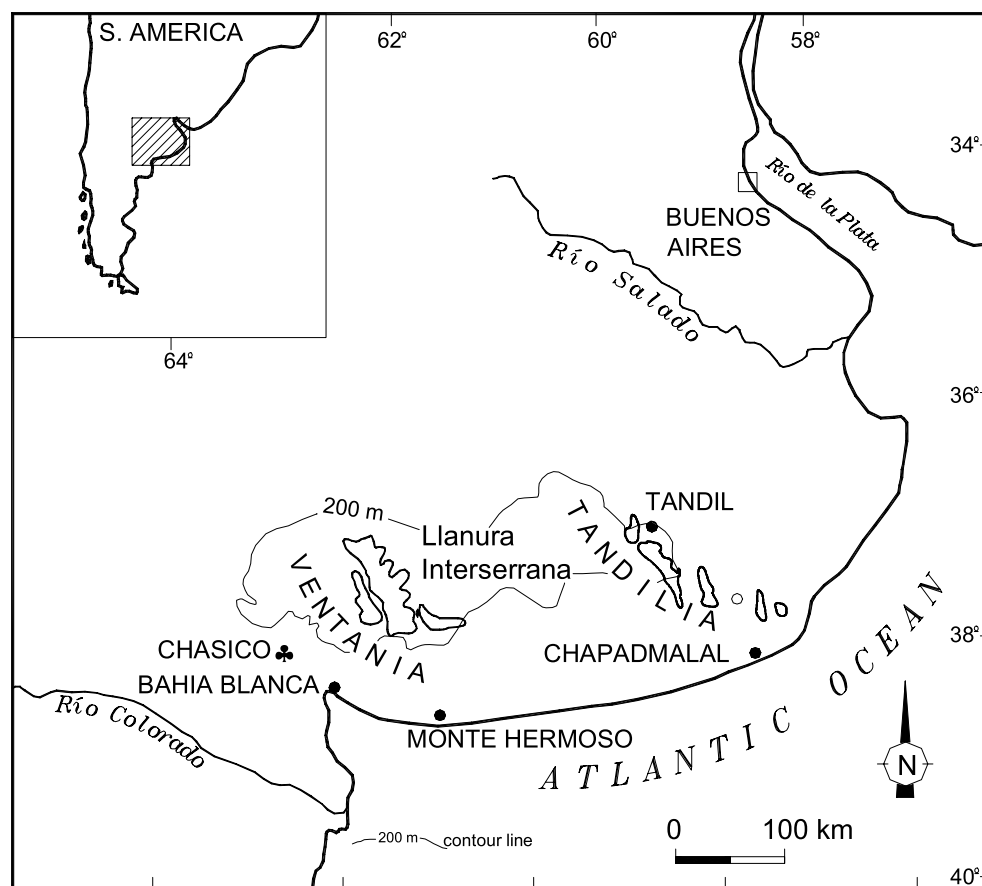 S. AMERICA
62°
60°
58°
34°
Río de la Plata
BUENOS
AIRES
Río Salado
64°
36°
200 m
TANDIL
Llanura
Interserrana
TANDILIA
VENTANIA
38°
CHASICO
CHAPADMALAL
BAHIA BLANCA
Río Colorado
MONTE HERMOSO
ATLANTIC OCEAN
N
0 100 km
200 m contour line
40°